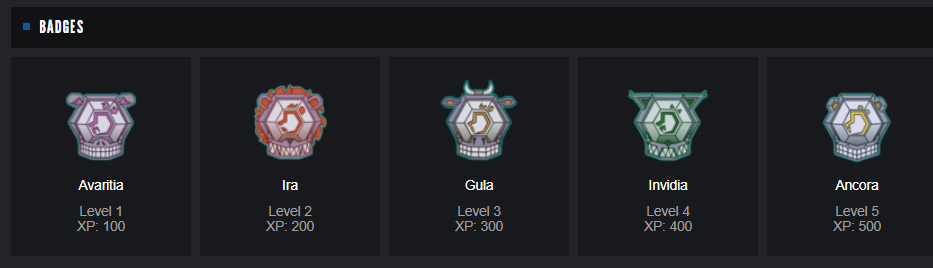 BADGES
Avaritia
Level 1
XP: 100
Ira
Level 2
XP: 200
Gula
Level 3
XP: 300
Invidia
Level 4
XP: 400
Ancora
Level 5
XP: 500